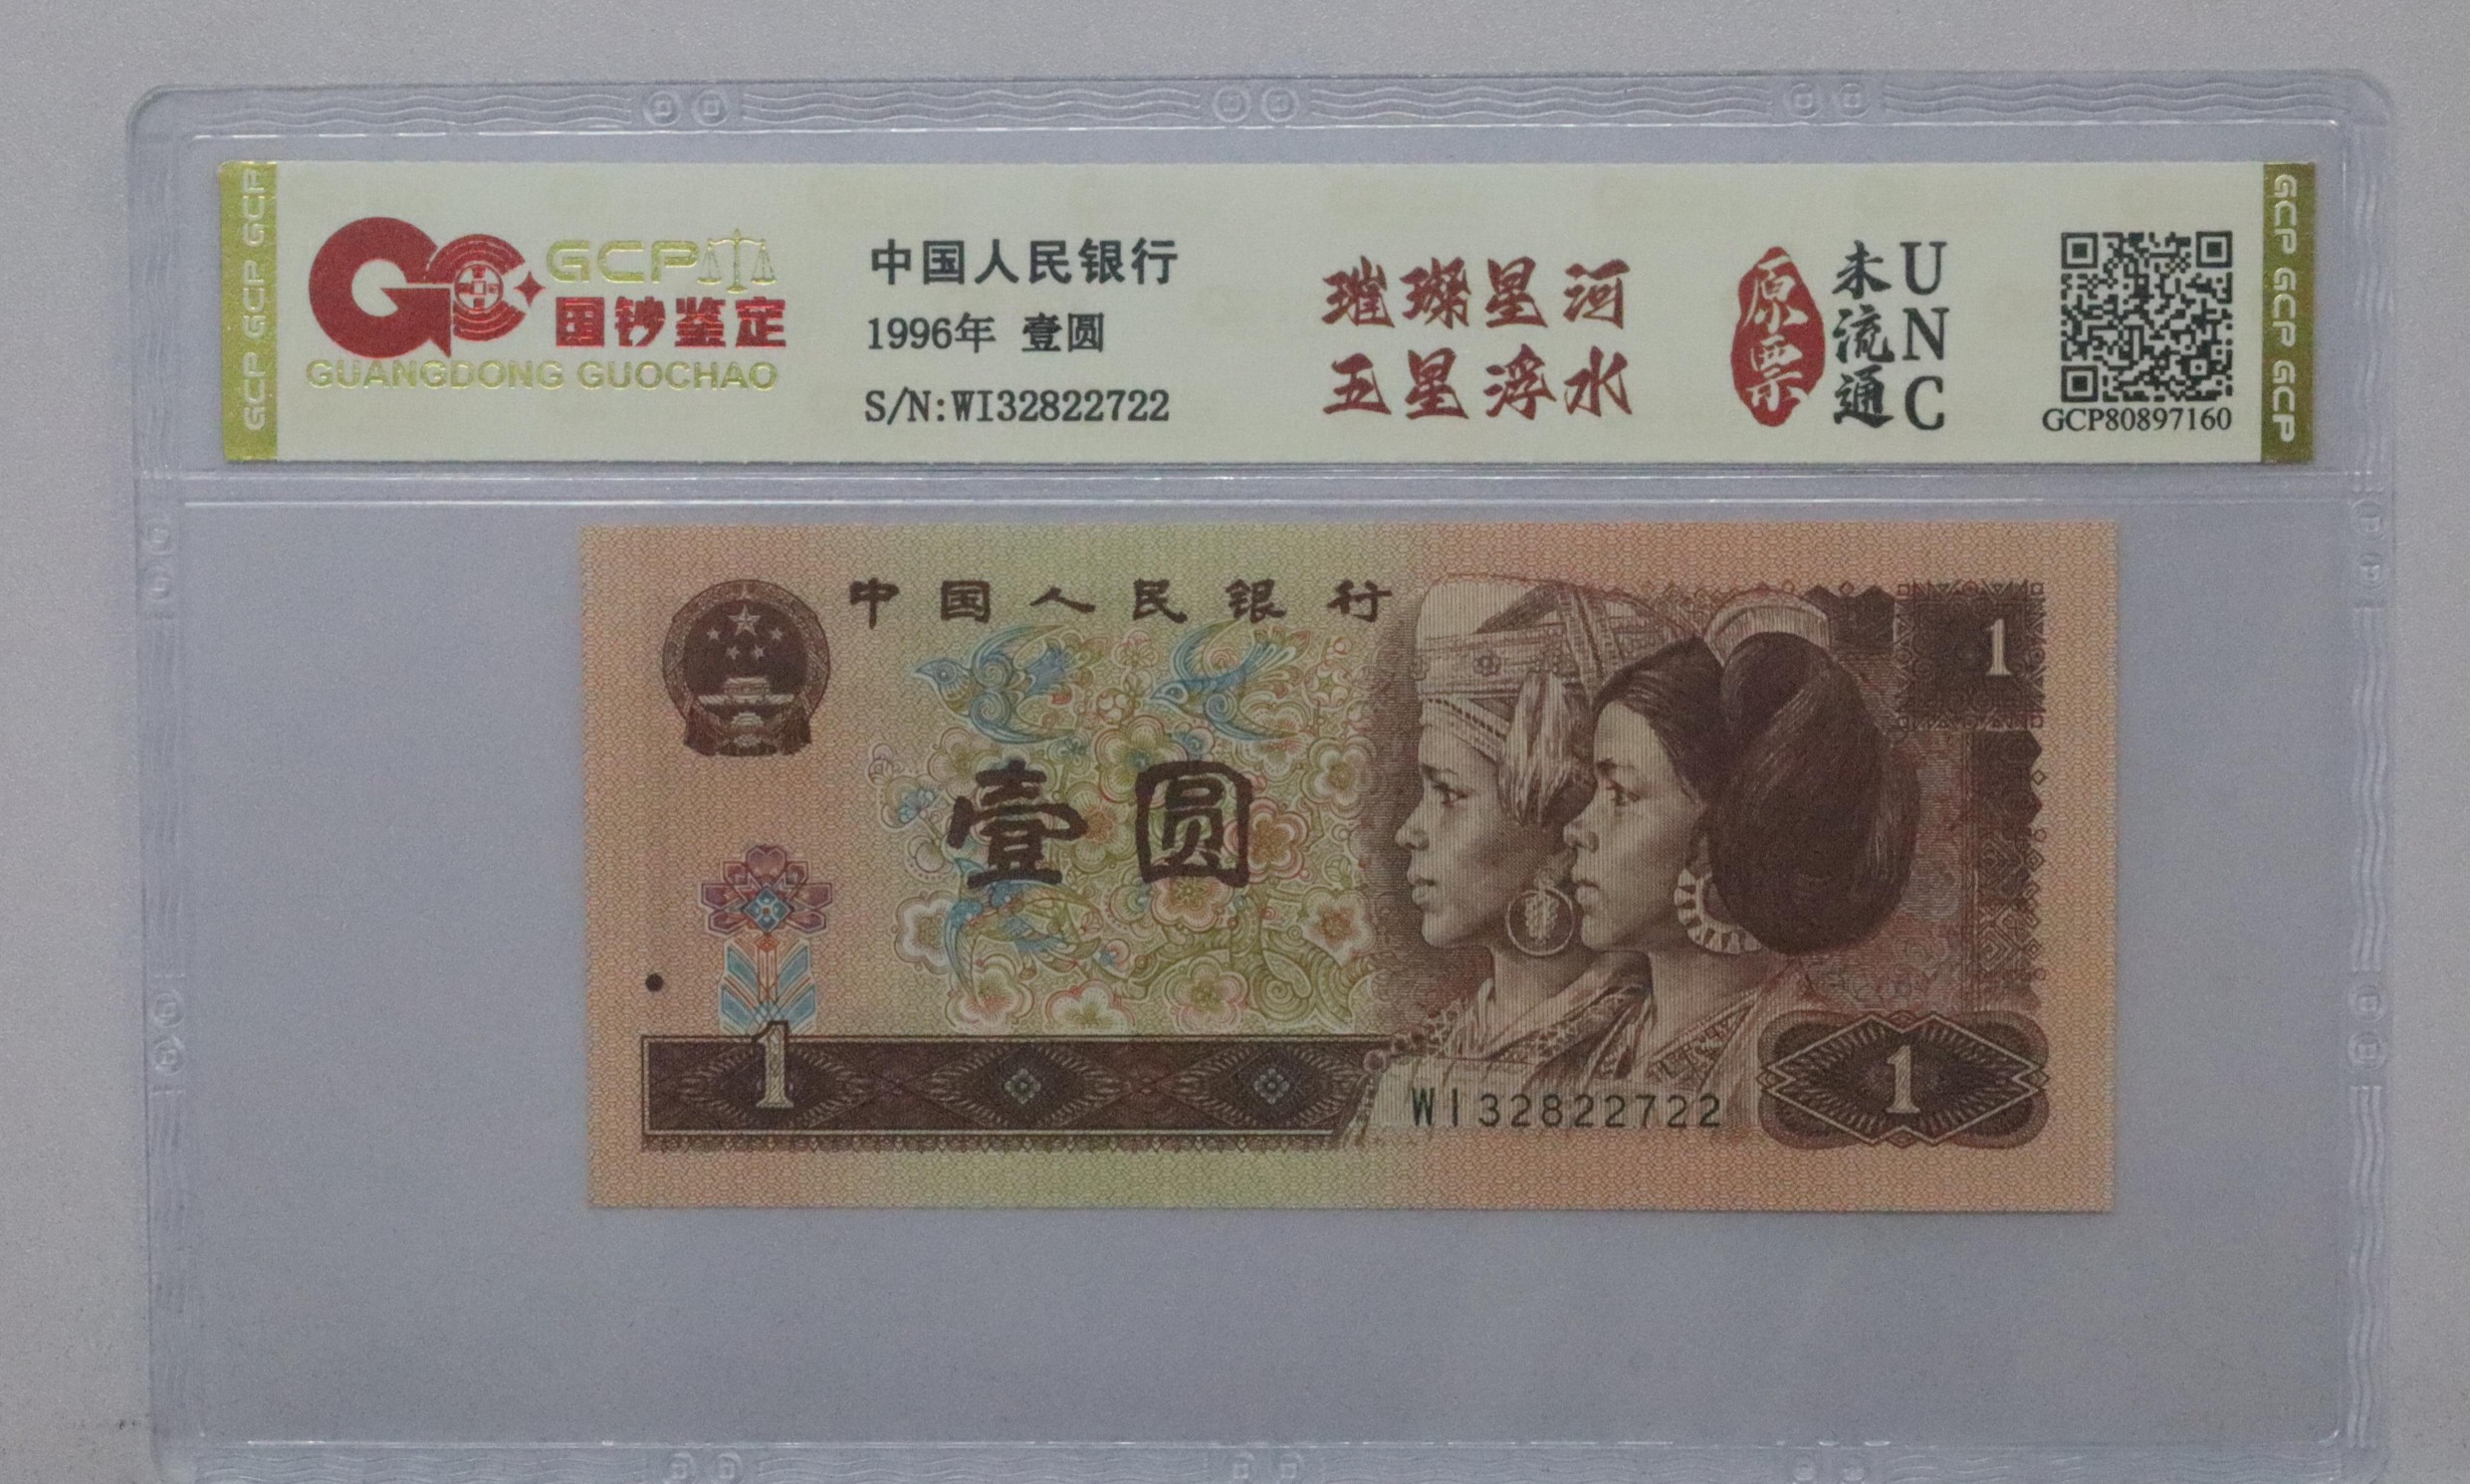 GCP GCP GCP
GCP
国钞鉴定
GUANGDONG GUOCHAO
中国人民银行
1996年 壹圆
S/N:WI32822722
璀璨星河
五星浮水
原票
未流通
UNC
GCP80897160
GCP GCP GCP
中国人民银行
1
壹圆
1
WI32822722
1